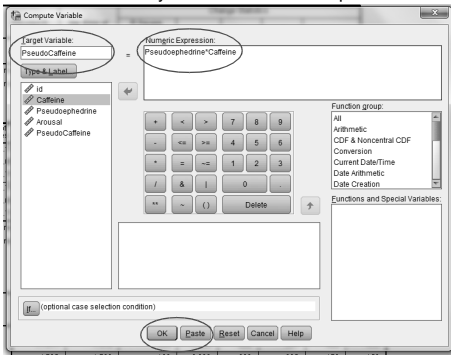 Compute Variable
Target Variable:
PseudoCaffeine
=
Numeric Expression:
Pseudoephedrine*Caffeine
Type & Label...
id
Caffeine
Pseudoephedrine
Arousal
PseudoCaffeine
+ < > 7 8 9
- <= >= 4 5 6
* = ~= 1 2 3
/ & | 0 .
** ~ ( ) Delete
Function group:
All
Arithmetic
CDF & Noncentral CDF
Conversion
Current Date/Time
Date Arithmetic
Date Creation
Functions and Special Variables:
If... (optional case selection condition)
OK Paste Reset Cancel Help